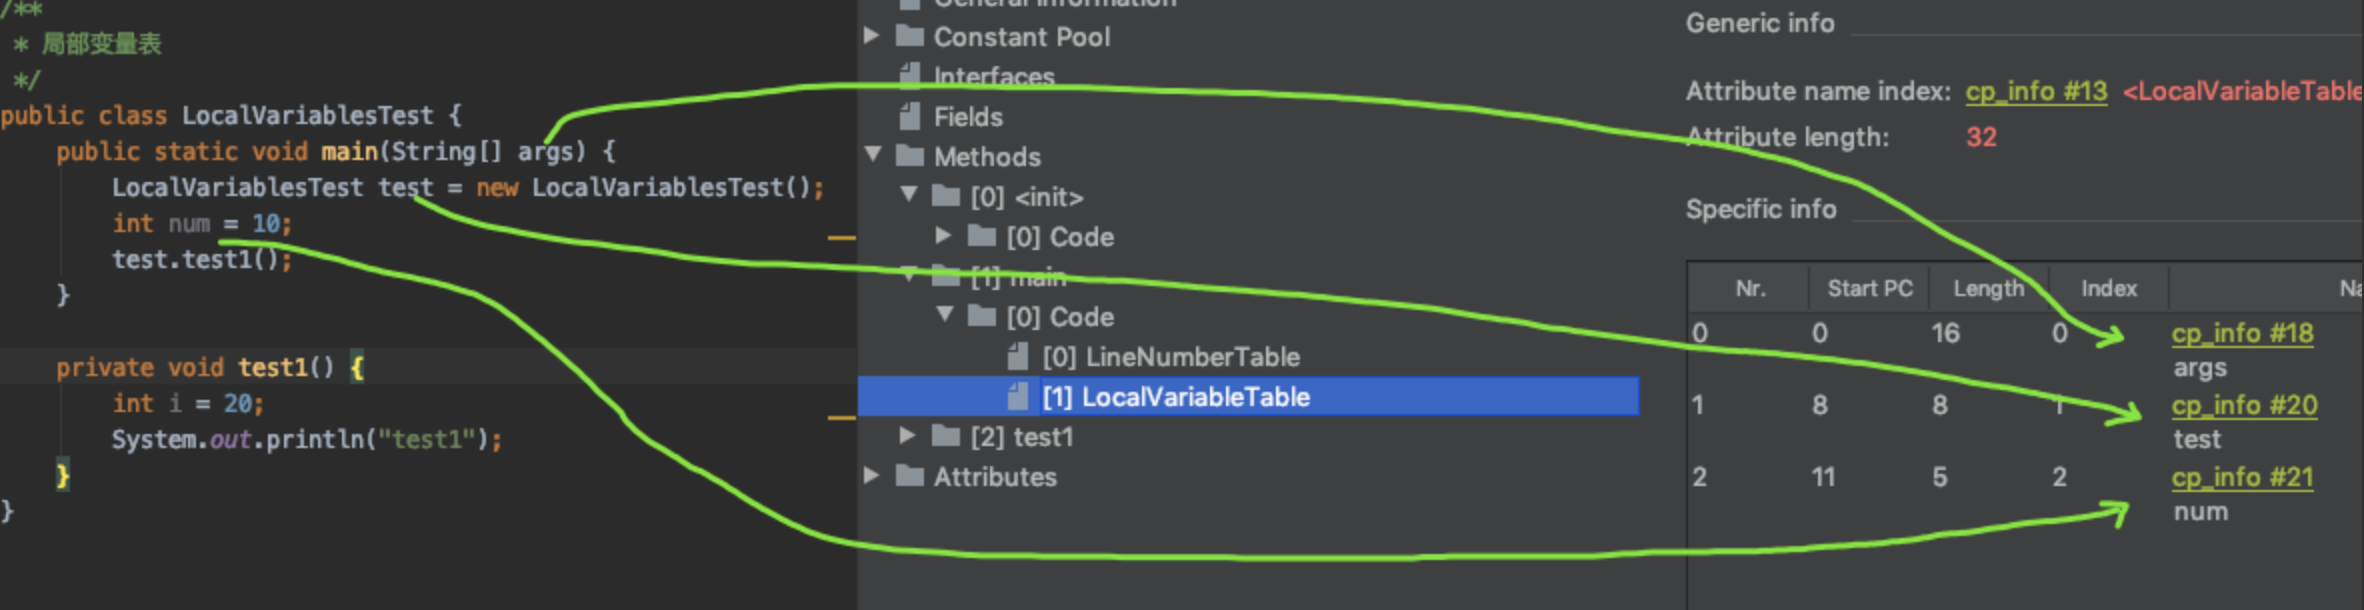 /**
 * 局部变量表
 */
public class LocalVariablesTest {
    public static void main(String[] args) {
        LocalVariablesTest test = new LocalVariablesTest();
        int num = 10;
        test.test1();
    }
    private void test1() {
        int i = 20;
        System.out.println("test1");
    }
}
General Information
Constant Pool
Interfaces
Fields
Methods
[0] <init>
[0] Code
[1] main
[0] Code
[0] LineNumberTable
[1] LocalVariableTable
[2] test1
Attributes
Generic info
Attribute name index: cp_info #13 <LocalVariableTable
Attribute length: 32
Specific info
Nr. Start PC Length Index Na
0 0 16 0 cp_info #18
args
1 8 8 1 cp_info #20
test
2 11 5 2 cp_info #21
num